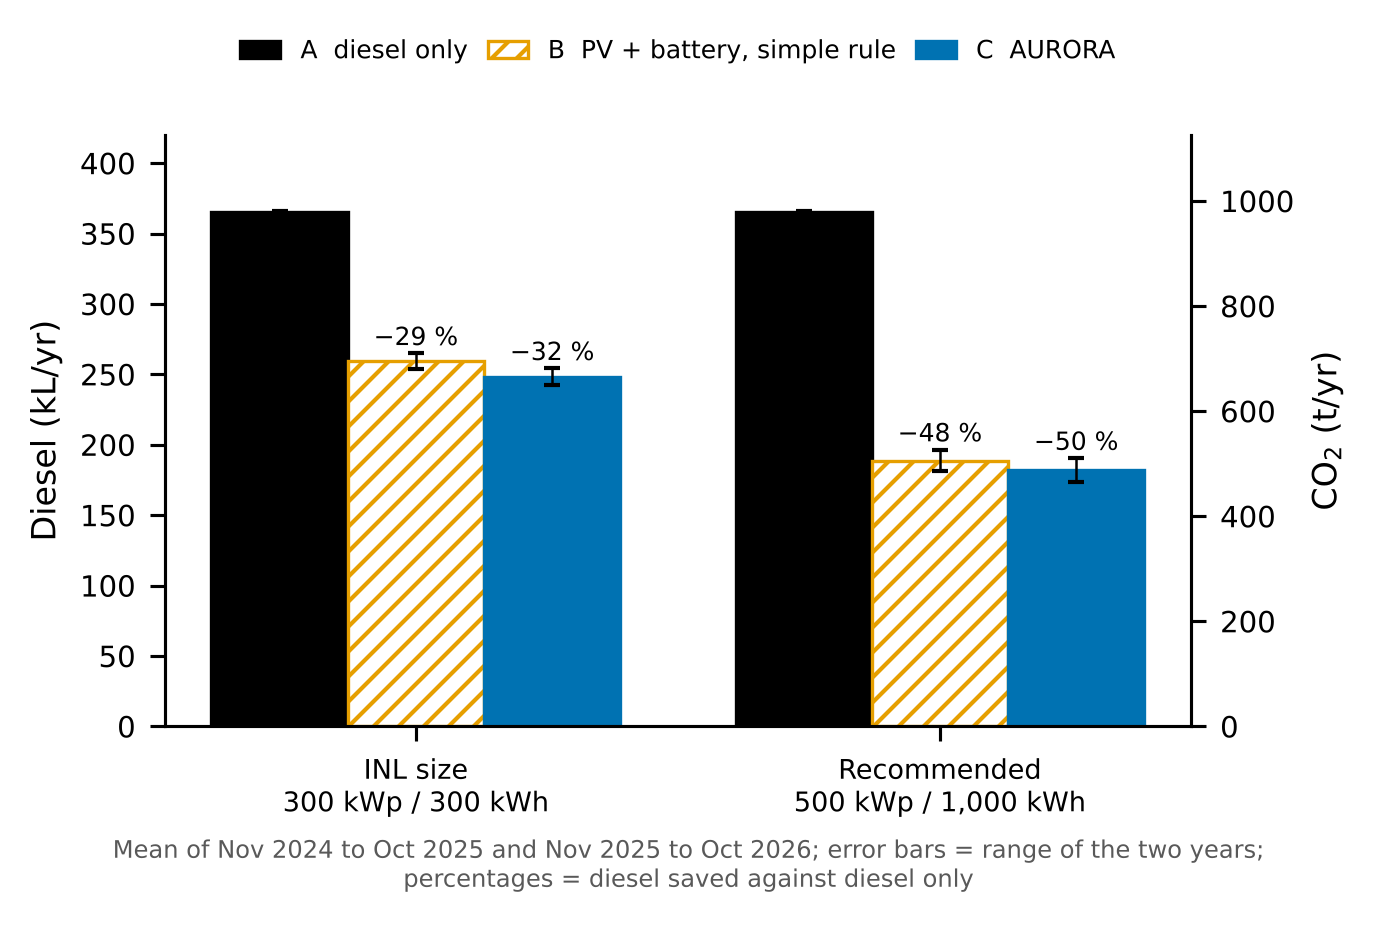 A  diesel only  B  PV + battery, simple rule  C  AURORA
400
350
300
250
200
150
100
50
0
Diesel (kL/yr)
−29 %
−32 %
−48 %
−50 %
1000
800
600
400
200
0
CO₂ (t/yr)
INL size
300 kWp / 300 kWh
Recommended
500 kWp / 1,000 kWh
Mean of Nov 2024 to Oct 2025 and Nov 2025 to Oct 2026; error bars = range of the two years;
percentages = diesel saved against diesel only